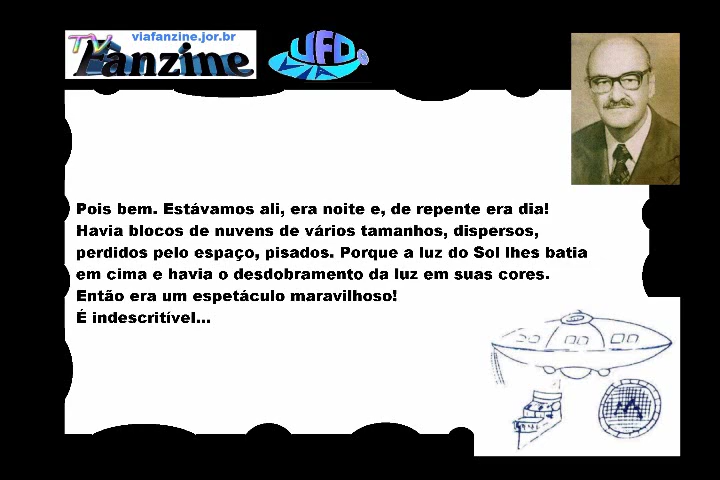 viafanzine.jor.br
TV Fanzine
UFO
VIA
Pois bem. Estávamos ali, era noite e, de repente era dia!
Havia blocos de nuvens de vários tamanhos, dispersos,
perdidos pelo espaço, pisados. Porque a luz do Sol lhes batia
em cima e havia o desdobramento da luz em suas cores.
Então era um espetáculo maravilhoso!
É indescritível...